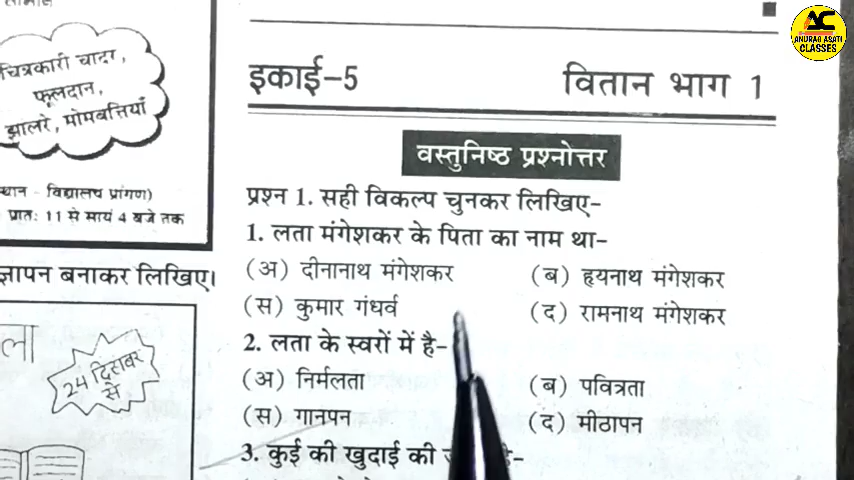 चित्रकारी चादर,
फूलदान,
झालरे, मोमबत्तियाँ
स्थान - विद्यालय प्रांगण)
प्रातः 11 से सायं 4 बजे तक
ज्ञापन बनाकर लिखिए।
ला
24 दिसम्बर
से
AC
ANURAG ASATI
CLASSES
इकाई-5 वितान भाग 1
वस्तुनिष्ठ प्रश्नोत्तर
प्रश्न 1. सही विकल्प चुनकर लिखिए-
1. लता मंगेशकर के पिता का नाम था-
(अ) दीनानाथ मंगेशकर (ब) हृयनाथ मंगेशकर
(स) कुमार गंधर्व (द) रामनाथ मंगेशकर
2. लता के स्वरों में है-
(अ) निर्मलता (ब) पवित्रता
(स) गानपन (द) मीठापन
3. कुई की खुदाई की है-